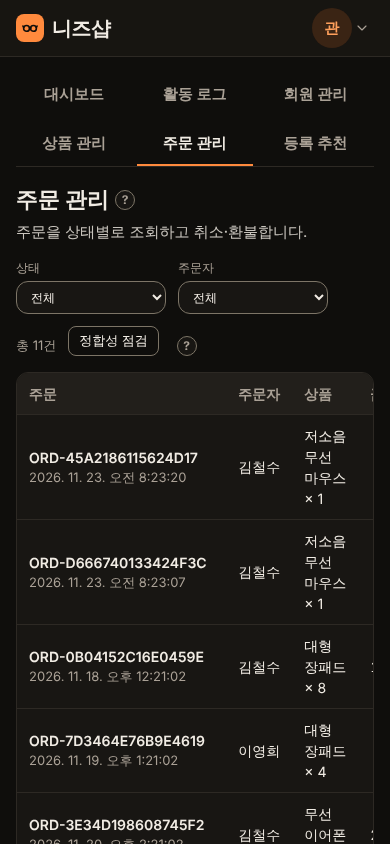 니즈샵
관
대시보드 활동 로그 회원 관리
상품 관리 주문 관리 등록 추천
주문 관리 ?
주문을 상태별로 조회하고 취소·환불합니다.
상태 주문자
전체 전체
총 11건 정합성 점검 ?
주문 주문자 상품
ORD-45A2186115624D17
2026. 11. 23. 오전 8:23:20
김철수
저소음
무선
마우스
× 1
ORD-D666740133424F3C
2026. 11. 23. 오전 8:23:07
김철수
저소음
무선
마우스
× 1
ORD-0B04152C16E0459E
2026. 11. 18. 오후 12:21:02
김철수
대형
장패드
× 8
ORD-7D3464E76B9E4619
2026. 11. 19. 오후 1:21:02
이영희
대형
장패드
× 4
ORD-3E34D198608745F2
2026. 11. 20. 오후 2:21:02
김철수
무선
이어폰